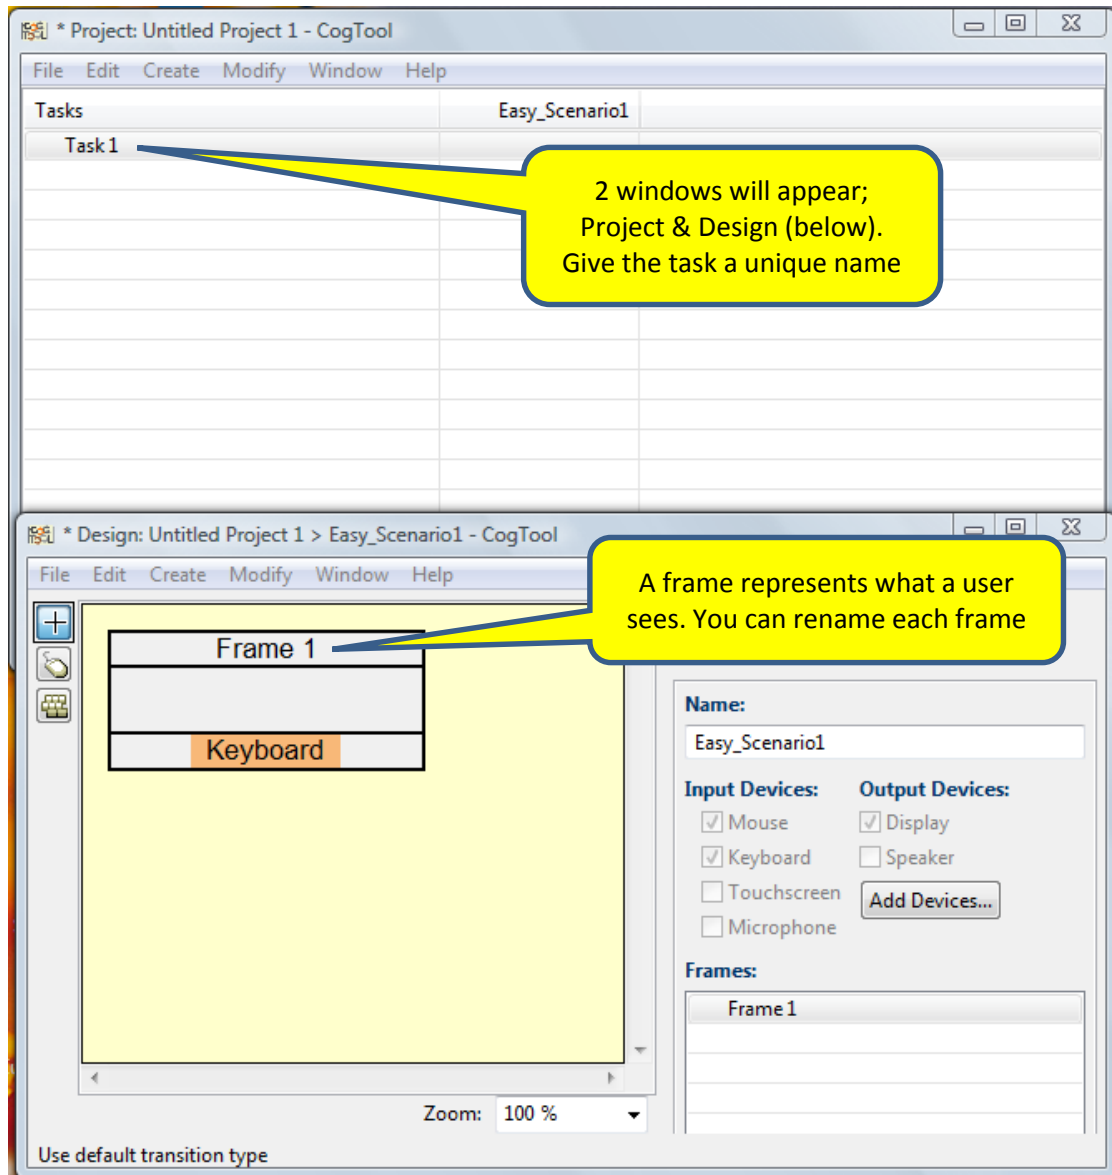 * Project: Untitled Project 1 - CogTool
File Edit Create Modify Window Help
Tasks Easy_Scenario1
Task 1
2 windows will appear;
Project & Design (below).
Give the task a unique name
* Design: Untitled Project 1 > Easy_Scenario1 - CogTool
File Edit Create Modify Window Help
A frame represents what a user
sees. You can rename each frame
Frame 1
Keyboard
Name:
Easy_Scenario1
Input Devices: Output Devices:
Mouse Display
Keyboard Speaker
Touchscreen Add Devices...
Microphone
Frames:
Frame 1
Zoom: 100 %
Use default transition type